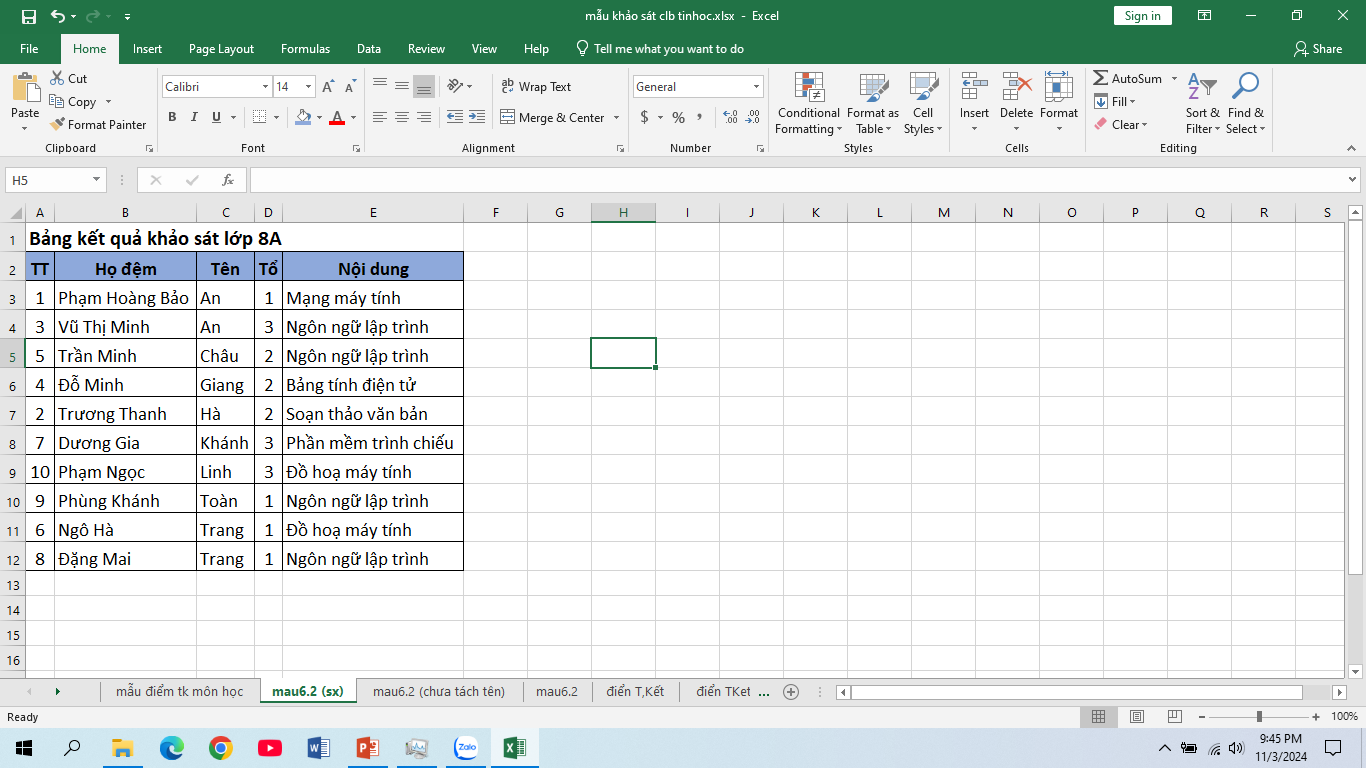 mẫu khảo sát clb tinhoc.xlsx - Excel
Sign in
File Home Insert Page Layout Formulas Data Review View Help Tell me what you want to do Share
Cut
Copy
Format Painter
Paste
Clipboard
Calibri 14
B I U
Font
Wrap Text
Merge & Center
Alignment
General
$ % ,
Number
Conditional Formatting
Format as Table
Cell Styles
Styles
Insert Delete Format
Cells
AutoSum
Fill
Clear
Sort & Filter
Find & Select
Editing
H5 fx
A B C D E F G H I J K L M N O P Q R S
1 Bảng kết quả khảo sát lớp 8A
2 TT Họ đệm Tên Tổ Nội dung
3 1 Phạm Hoàng Bảo An 1 Mạng máy tính
4 3 Vũ Thị Minh An 3 Ngôn ngữ lập trình
5 5 Trần Minh Châu 2 Ngôn ngữ lập trình
6 4 Đỗ Minh Giang 2 Bảng tính điện tử
7 2 Trương Thanh Hà 2 Soạn thảo văn bản
8 7 Dương Gia Khánh 3 Phần mềm trình chiếu
9 10 Phạm Ngọc Linh 3 Đồ hoạ máy tính
10 9 Phùng Khánh Toàn 1 Ngôn ngữ lập trình
11 6 Ngô Hà Trang 1 Đồ hoạ máy tính
12 8 Đặng Mai Trang 1 Ngôn ngữ lập trình
13
14
15
16
mẫu điểm tk môn học mau6.2 (sx) mau6.2 (chưa tách tên) mau6.2 điển T,Kết điển TKet ...
Ready 100%
Zalo
9:45 PM
11/3/2024